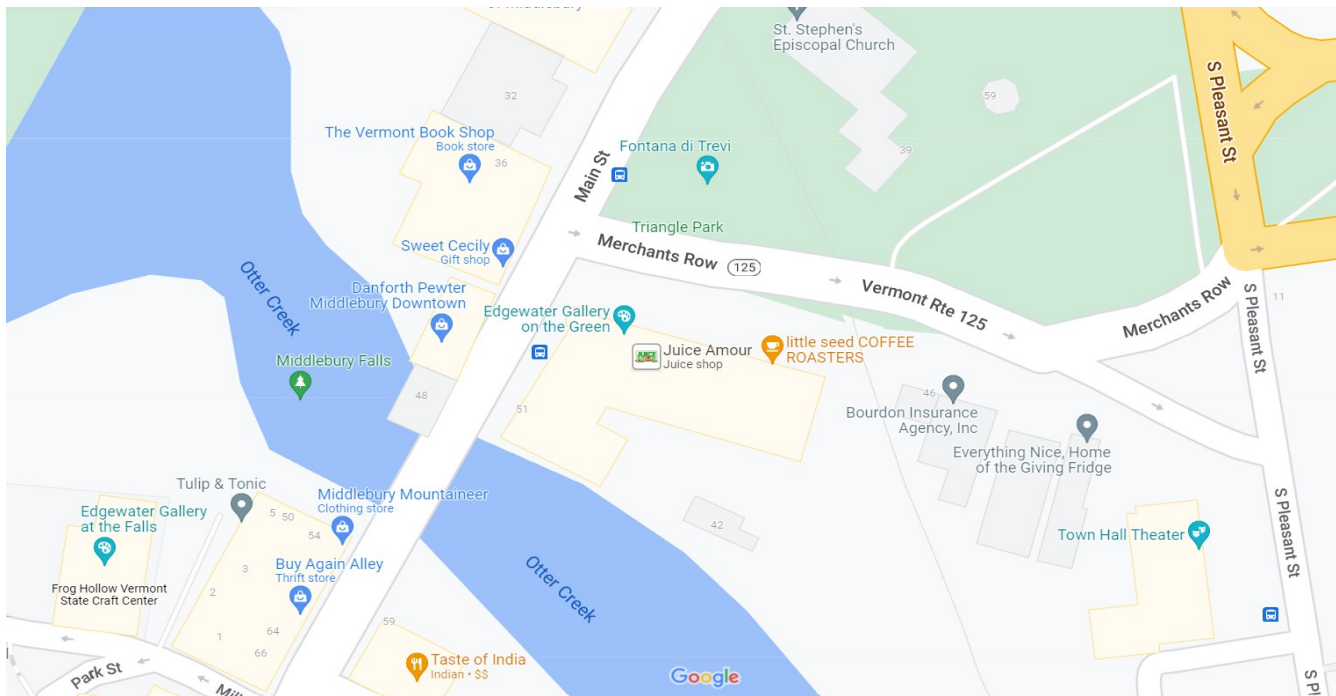 of Middlebury
St. Stephen's
Episcopal Church
32
59
S Pleasant St
The Vermont Book Shop
Book store
36
Main St
Fontana di Trevi
39
Triangle Park
Merchants Row
125
Vermont Rte 125
Merchants Row
S Pleasant St
11
Sweet Cecily
Gift shop
Otter Creek
Danforth Pewter
Middlebury Downtown
Edgewater Gallery
on the Green
JUICE
Juice Amour
Juice shop
little seed COFFEE
ROASTERS
Middlebury Falls
48
51
46
Bourdon Insurance
Agency, Inc
Everything Nice, Home
of the Giving Fridge
Tulip & Tonic
Middlebury Mountaineer
Clothing store
Edgewater Gallery
at the Falls
5
50
54
42
Town Hall Theater
S Pleasant St
Buy Again Alley
Thrift store
3
2
Frog Hollow Vermont
State Craft Center
Otter Creek
1
64
66
59
Taste of India
Indian • $$
Park St
Mill
Google
S Pl